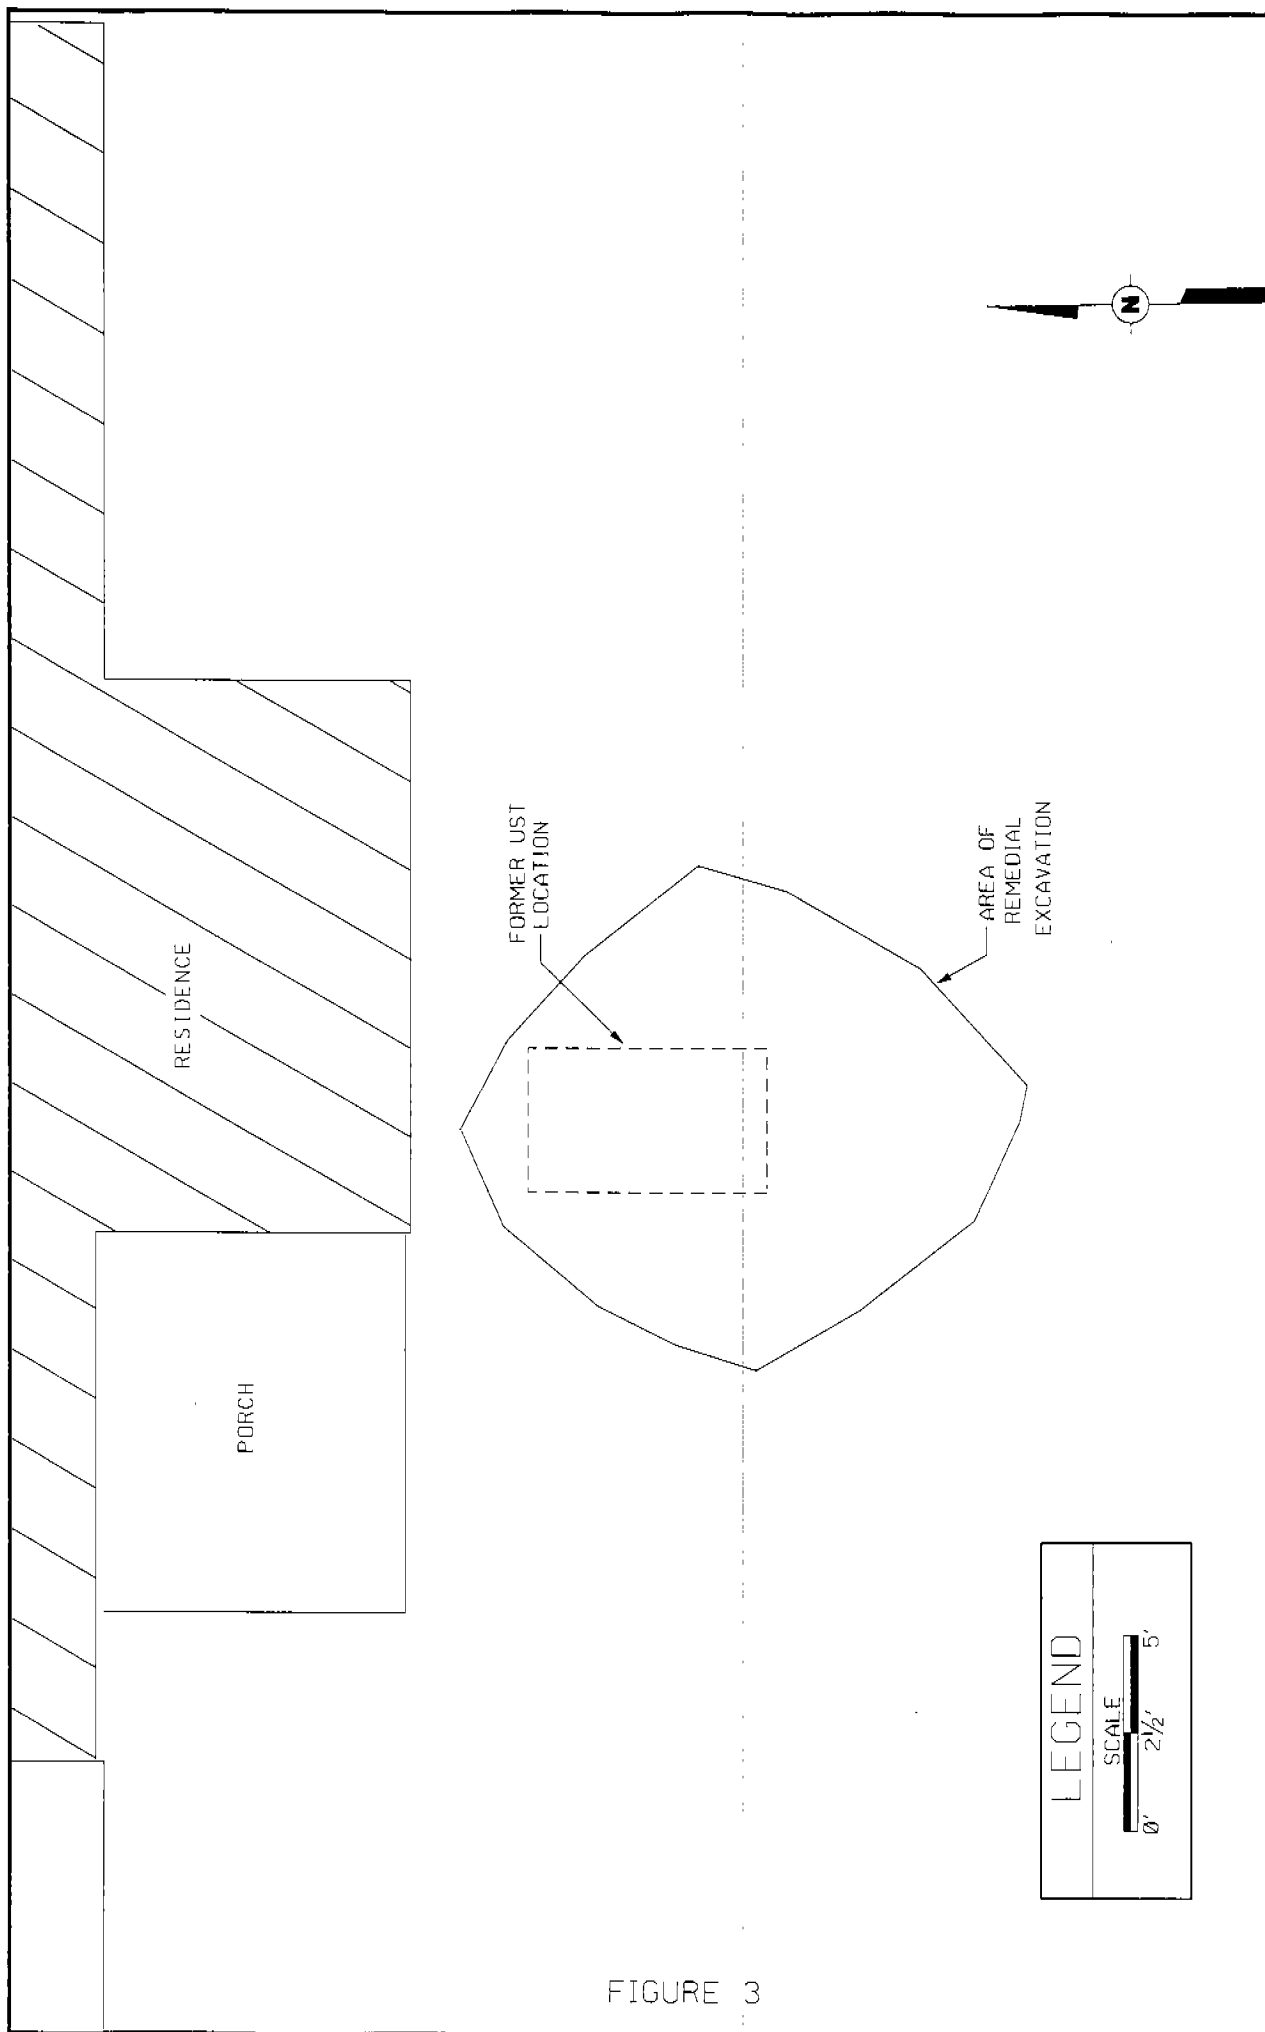 RESIDENCE
PORCH
FORMER UST
LOCATION
AREA OF
REMEDIAL
EXCAVATION
N
LEGEND
SCALE
0' 2½' 5'
FIGURE 3